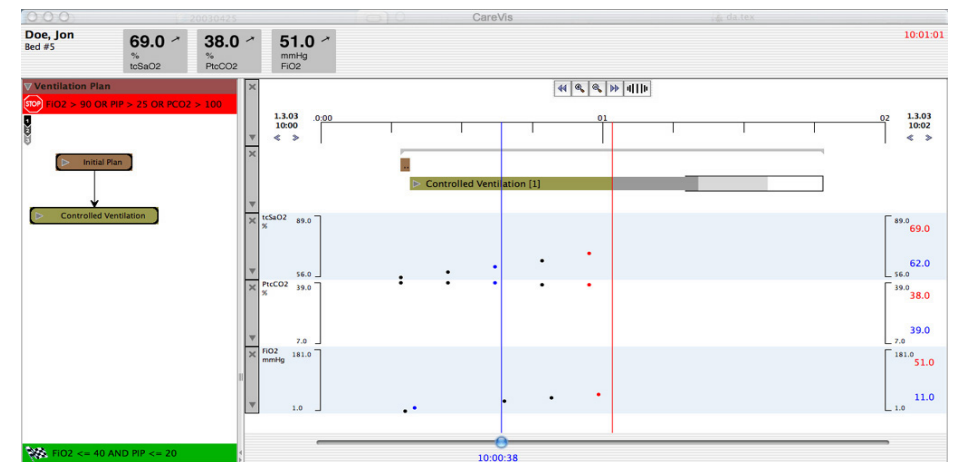 20030425
CareVis
da.tex
Doe, Jon
Bed #5
69.0
%
tcSaO2
38.0
%
PtcCO2
51.0
mmHg
FiO2
10:01:01
Ventilation Plan
STOP FiO2 > 90 OR PIP > 25 OR PCO2 > 100
Initial Plan
Controlled Ventilation
FiO2 <= 40 AND PIP <= 20
1.3.03
10:00
0:00
01
02
1.3.03
10:02
..
Controlled Ventilation [1]
tcSaO2
%
89.0
56.0
89.0
69.0
62.0
56.0
PtcCO2
%
39.0
7.0
39.0
38.0
39.0
7.0
FiO2
mmHg
181.0
1.0
181.0
51.0
11.0
1.0
10:00:38